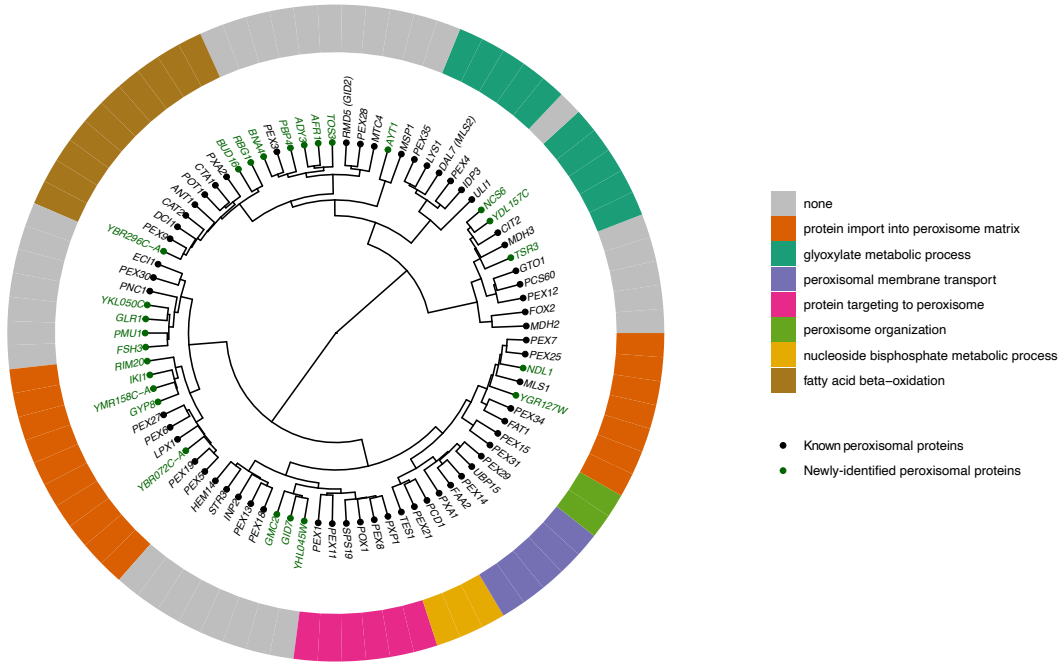 RMD5 (GID2)
PEX28
MTC4
AYT1
MSP1
PEX35
LYS1
DAL7 (MLS2)
PEX4
IDP3
ULI1
NCS6
YDL157C
CIT2
MDH3
TSR3
GTO1
PCS60
PEX12
FOX2
MDH2
PEX7
PEX25
NDL1
MLS1
YGR127W
PEX34
FAT1
PEX15
PEX31
PEX29
UBP15
PEX14
FAA2
PXA1
PCD1
PEX21
TES1
PXP1
PEX8
POX1
SPS19
PEX11
PEX1
YHL045W
GID7
GMC2
PEX18
PEX13
INP2
STR3
HEM14
PEX5
PEX19
YBR072C-A
LPX1
PEX6
PEX27
GYP8
YMR158C-A
IKI1
RIM20
FSH3
PMU1
GLR1
YKL050C
PNC1
PEX30
ECI1
YBR296C-A
PEX9
DCI1
CAT2
ANT1
POT1
CTA1
PXA2
BUD16
RBG1
BNA4
PEX3
PBP4
ADY3
AFR1
TOS3
none
protein import into peroxisome matrix
glyoxylate metabolic process
peroxisomal membrane transport
protein targeting to peroxisome
peroxisome organization
nucleoside bisphosphate metabolic process
fatty acid beta−oxidation
Known peroxisomal proteins
Newly-identified peroxisomal proteins